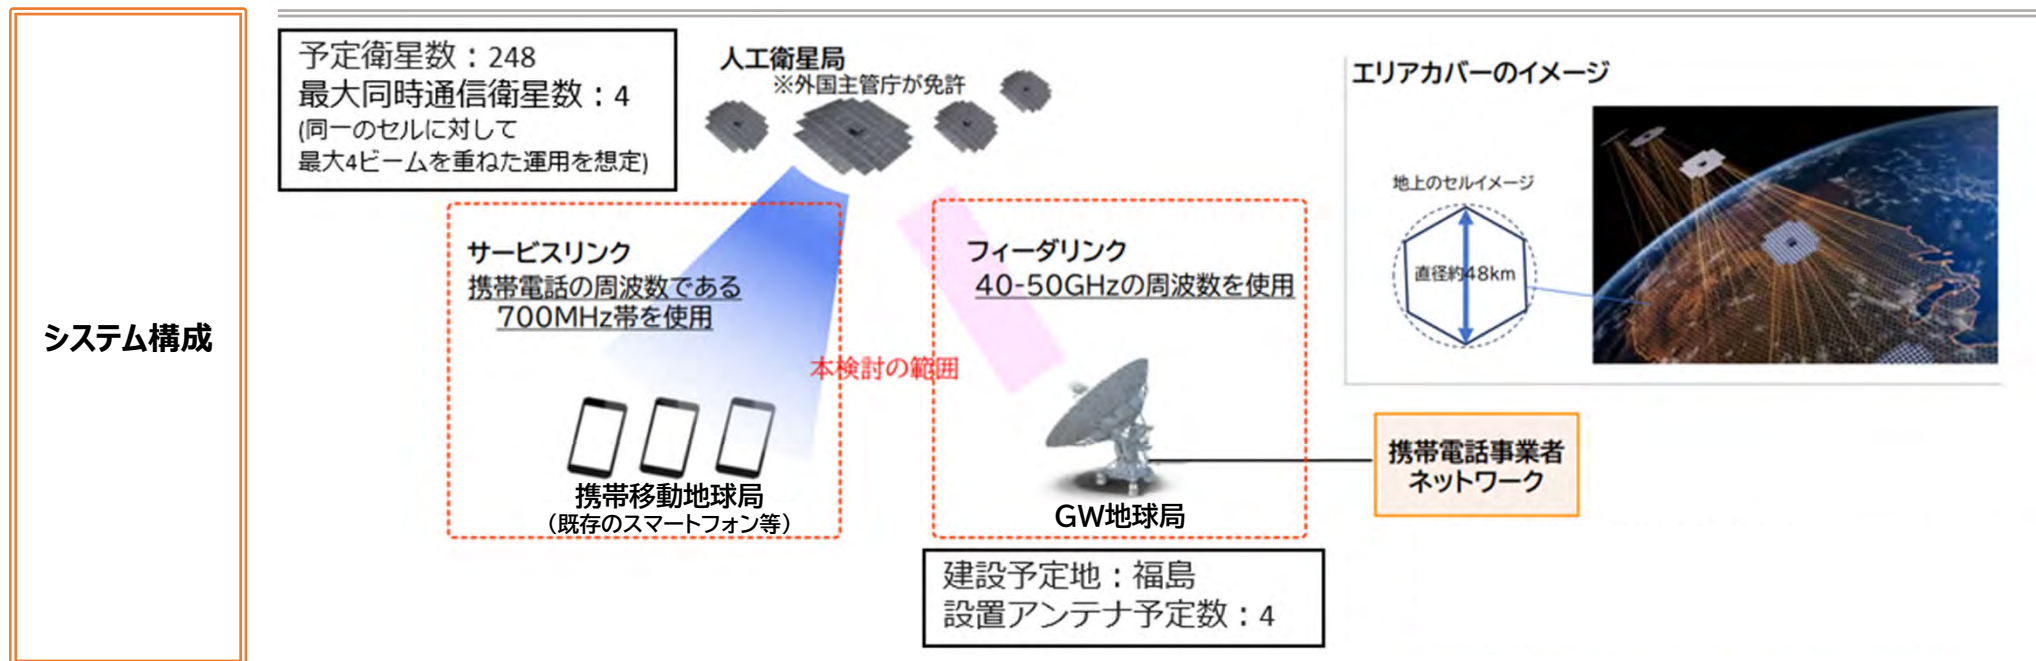 システム構成
予定衛星数：248
最大同時通信衛星数：4
(同一のセルに対して
最大4ビームを重ねた運用を想定)
人工衛星局
※外国主管庁が免許
サービスリンク
携帯電話の周波数である
700MHz帯を使用
携帯移動地球局
（既存のスマートフォン等）
本検討の範囲
フィーダリンク
40-50GHzの周波数を使用
GW地球局
建設予定地：福島
設置アンテナ予定数：4
携帯電話事業者
ネットワーク
エリアカバーのイメージ
地上のセルイメージ
直径約48km